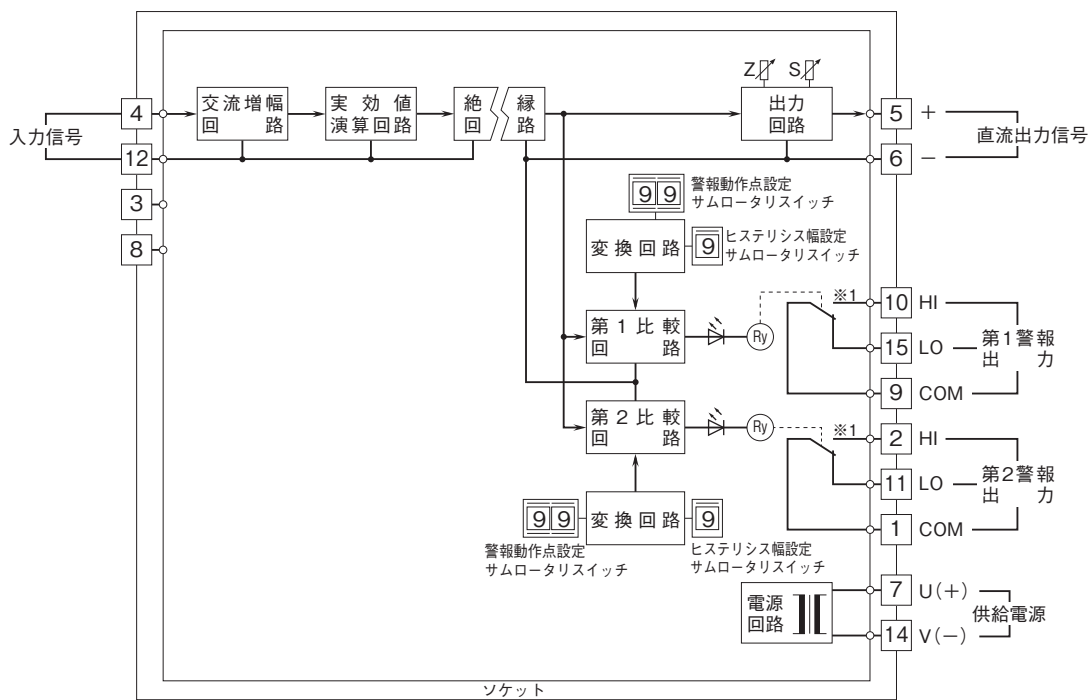 Z S
交流増幅
回路
実効値
演算回路
絶縁
回路
出力
回路
4
12
3
8
入力信号
5 +
6 −
直流出力信号
9 9
警報動作点設定
サムロータリスイッチ
変換回路
9
ヒステリシス幅設定
サムロータリスイッチ
第1比較
回路
Ry
※1
10 HI
15 LO
9 COM
第1警報
出力
第2比較
回路
Ry
※1
2 HI
11 LO
1 COM
第2警報
出力
9 9
変換回路
9
警報動作点設定
サムロータリスイッチ
ヒステリシス幅設定
サムロータリスイッチ
電源
回路
7 U(+)
14 V(−)
供給電源
ソケット